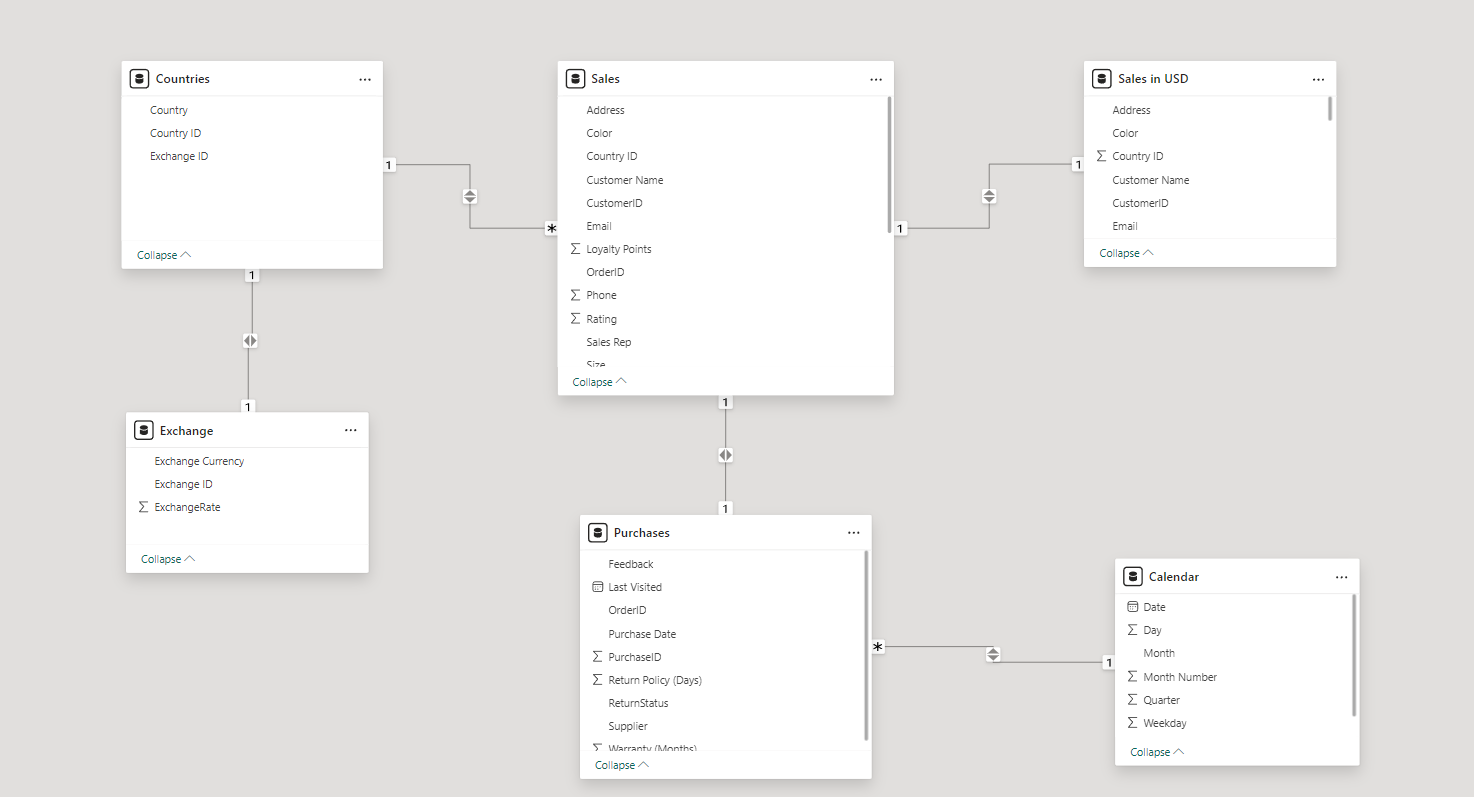 Countries
...
Country
Country ID
Exchange ID
Collapse
1
*
1
1
Exchange
...
Exchange Currency
Exchange ID
ExchangeRate
Collapse
Sales
...
Address
Color
Country ID
Customer Name
CustomerID
Email
Σ Loyalty Points
OrderID
Σ Phone
Σ Rating
Sales Rep
Size
Collapse
1
1
Sales in USD
...
Address
Color
Σ Country ID
Customer Name
CustomerID
Email
Collapse
1
1
Purchases
...
Feedback
Last Visited
OrderID
Purchase Date
Σ PurchaseID
Σ Return Policy (Days)
ReturnStatus
Supplier
Σ Warranty (Months)
Collapse
*
1
Calendar
...
Date
Σ Day
Month
Σ Month Number
Σ Quarter
Σ Weekday
Collapse